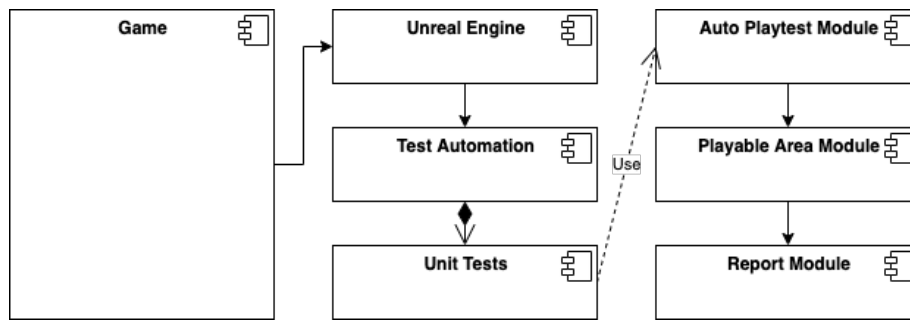 Game
Unreal Engine
Auto Playtest Module
Test Automation
Playable Area Module
Use
Unit Tests
Report Module